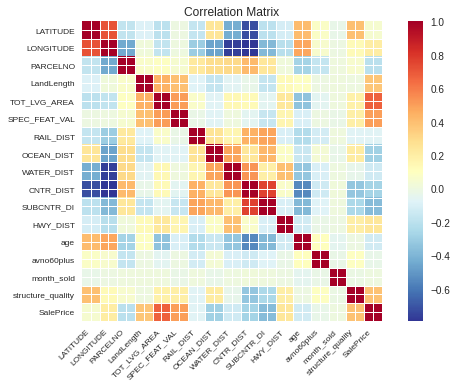 Correlation Matrix
LATITUDE
LONGITUDE
PARCELNO
LandLength
TOT_LVG_AREA
SPEC_FEAT_VAL
RAIL_DIST
OCEAN_DIST
WATER_DIST
CNTR_DIST
SUBCNTR_DI
HWY_DIST
age
avno60plus
month_sold
structure_quality
SalePrice
LATITUDE
LONGITUDE
PARCELNO
LandLength
TOT_LVG_AREA
SPEC_FEAT_VAL
RAIL_DIST
OCEAN_DIST
WATER_DIST
CNTR_DIST
SUBCNTR_DI
HWY_DIST
age
avno60plus
month_sold
structure_quality
SalePrice
1.0
0.8
0.6
0.4
0.2
0.0
−0.2
−0.4
−0.6